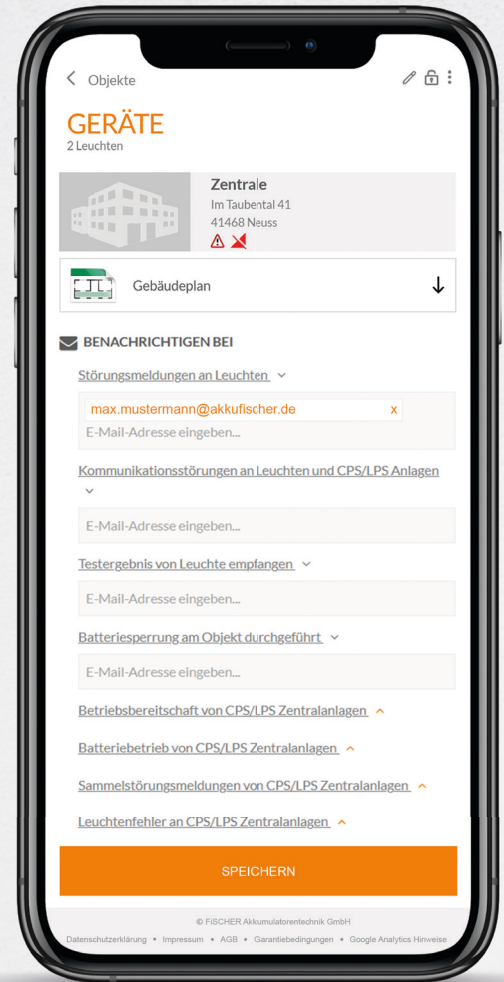 Objekte
GERÄTE
2 Leuchten
Zentrale
Im Taubental 41
41468 Neuss
Gebäudeplan
BENACHRICHTIGEN BEI
Störungsmeldungen an Leuchten
max.mustermann@akkufischer.de x
E-Mail-Adresse eingeben...
Kommunikationsstörungen an Leuchten und CPS/LPS Anlagen
E-Mail-Adresse eingeben...
Testergebnis von Leuchte empfangen
E-Mail-Adresse eingeben...
Batteriesperrung am Objekt durchgeführt
E-Mail-Adresse eingeben...
Betriebsbereitschaft von CPS/LPS Zentralanlagen
Batteriebetrieb von CPS/LPS Zentralanlagen
Sammelstörungsmeldungen von CPS/LPS Zentralanlagen
Leuchtenfehler an CPS/LPS Zentralanlagen
SPEICHERN
© FiSCHER Akkumulatorentechnik GmbH
Datenschutzerklärung • Impressum • AGB • Garantiebedingungen • Google Analytics Hinweise